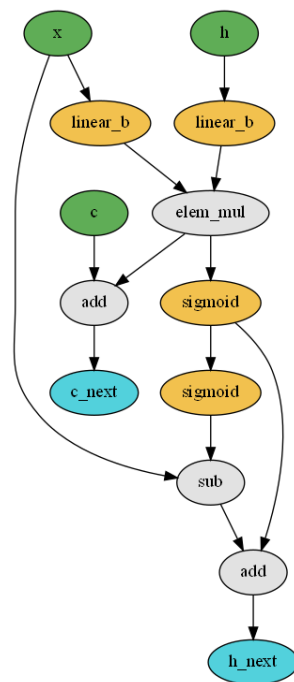 x h
linear_b linear_b
c elem_mul
add sigmoid
c_next sigmoid
sub
add
h_next